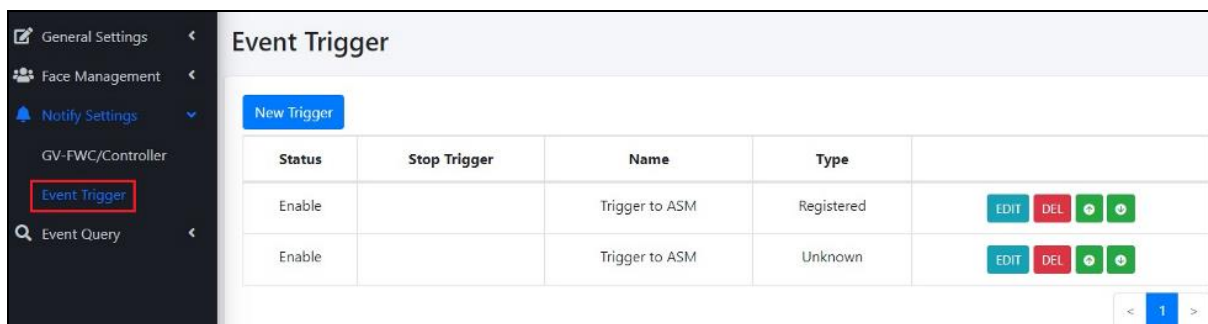 General Settings
Face Management
Notify Settings
GV-FWC/Controller
Event Trigger
Event Query
Event Trigger
New Trigger
Status Stop Trigger Name Type
Enable Trigger to ASM Registered EDIT DEL
Enable Trigger to ASM Unknown EDIT DEL
< 1 >